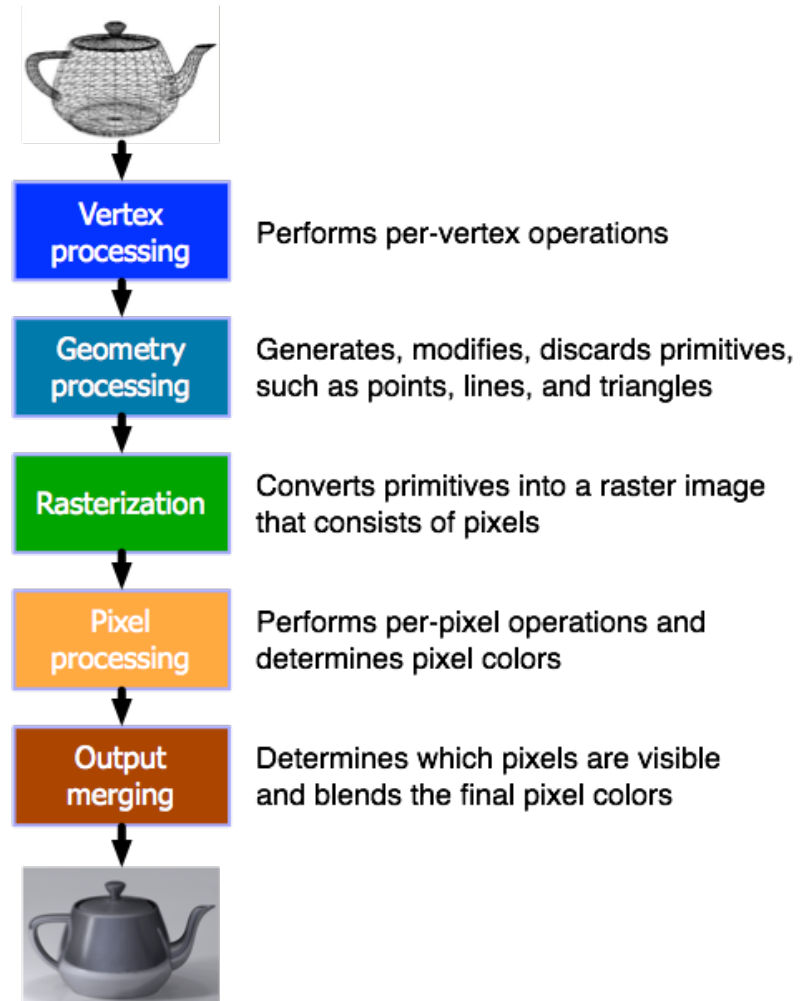 Vertex
processing
Performs per-vertex operations
Geometry
processing
Generates, modifies, discards primitives,
such as points, lines, and triangles
Rasterization
Converts primitives into a raster image
that consists of pixels
Pixel
processing
Performs per-pixel operations and
determines pixel colors
Output
merging
Determines which pixels are visible
and blends the final pixel colors